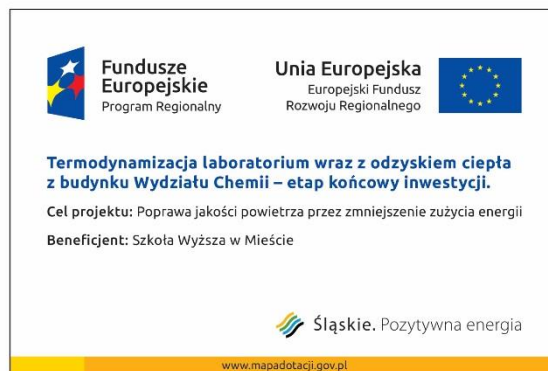 Fundusze
Europejskie
Program Regionalny
Unia Europejska
Europejski Fundusz
Rozwoju Regionalnego
Termodynamizacja laboratorium wraz z odzyskiem ciepła
z budynku Wydziału Chemii – etap końcowy inwestycji.
Cel projektu: Poprawa jakości powietrza przez zmniejszenie zużycia energii
Beneficjent: Szkoła Wyższa w Mieście
Śląskie. Pozytywna energia
www.mapadotacji.gov.pl